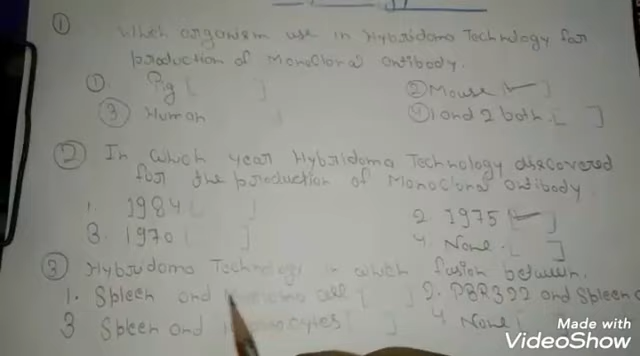 ① Which organism use in Hybridoma Technology for
production of Monoclonal antibody.
① Pig [ ] ② Mouse [✓]
③ Human ④ 1 and 2 both [ ]
② In which year Hybridoma Technology discovered
for the production of Monoclonal antibody
1. 1984 [ ] 2. 1975 [✓]
3. 1970 [ ] 4. None. [ ]
③ Hybridoma Technology in which fusion between.
1. Spleen and cell [ ] 2. PBR322 and Spleen
3 Spleen and [ ] 4 None [
Made with
VideoShow